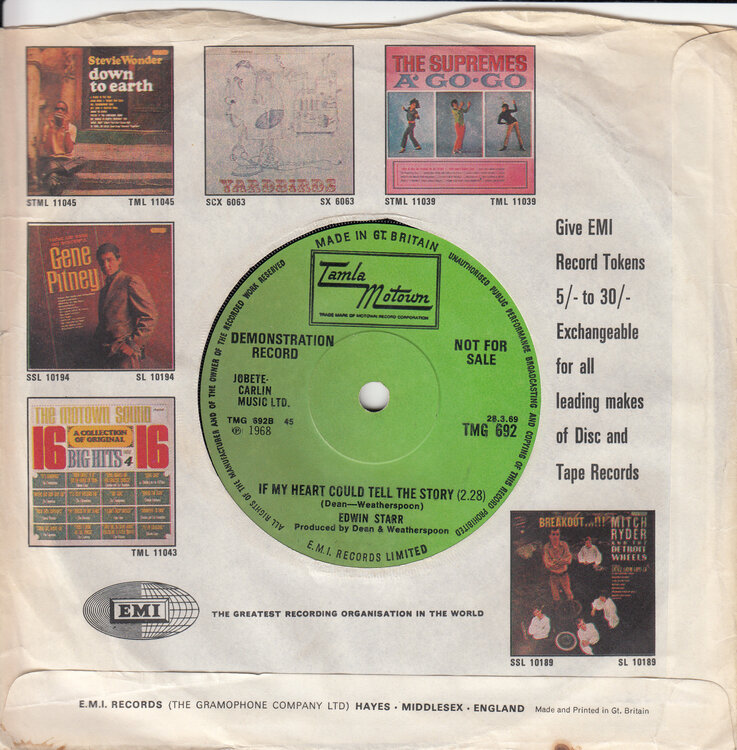 Stevie Wonder
down
to earth
STML 11045 TML 11045
YARDBIRDS
SCX 6063 SX 6063
THE SUPREMES
A' GO-GO
STML 11039 TML 11039
Gene
Pitney
SSL 10194 SL 10194
THE MOTOWN SOUND
A COLLECTION
OF ORIGINAL
16 16
BIG HITS VOL 4
TML 11043
MADE IN GT. BRITAIN
UNAUTHORISED PUBLIC PERFORMANCE BROADCASTING AND COPYING OF THIS RECORD PROHIBITED
ALL RIGHTS OF THE MANUFACTURER AND OF THE OWNER OF THE RECORDED WORK RESERVED
Tamla
Motown
TRADE MARK OF MOTOWN RECORD CORPORATION
DEMONSTRATION
RECORD
NOT FOR
SALE
JOBETE-
CARLIN
MUSIC LTD.
TMG 692B 45
℗ 1968
28.3.69
TMG 692
IF MY HEART COULD TELL THE STORY (2.28)
(Dean—Weatherspoon)
EDWIN STARR
Produced by Dean & Weatherspoon
E.M.I. RECORDS LIMITED
Give EMI
Record Tokens
5/- to 30/-
Exchangeable
for all
leading makes
of Disc and
Tape Records
BREAKOUT...!!!
MITCH
RYDER
AND THE
DETROIT
WHEELS
SSL 10189 SL 10189
EMI
THE GREATEST RECORDING ORGANISATION IN THE WORLD
E.M.I. RECORDS (THE GRAMOPHONE COMPANY LTD) HAYES · MIDDLESEX · ENGLAND Made and Printed in Gt. Britain